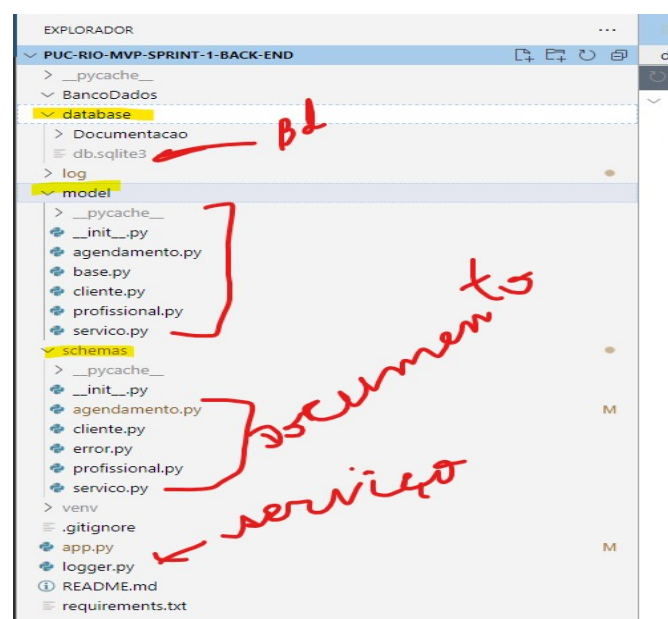 EXPLORADOR
PUC-RIO-MVP-SPRINT-1-BACK-END
__pycache__
BancoDados
database
Documentacao
db.sqlite3
Bd
log
model
__pycache__
__init__.py
agendamento.py
base.py
cliente.py
profissional.py
servico.py
schemas
__pycache__
__init__.py
agendamento.py M
cliente.py
error.py
profissional.py
servico.py
venv
.gitignore
serviço
app.py M
logger.py
README.md
requirements.txt